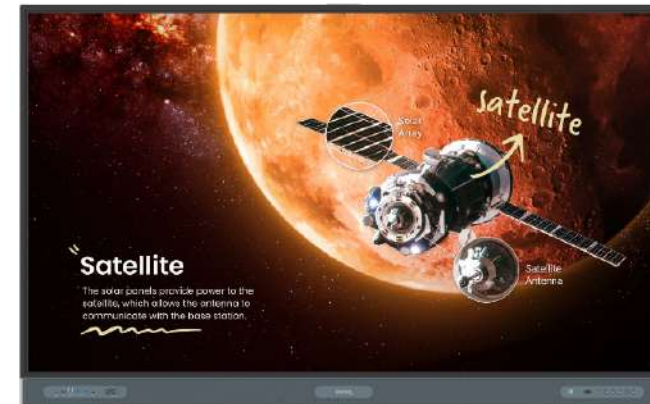 satellite
Solar
Array
Satellite
The solar panels provide power to the
satellite, which allows the antenna to
communicate with the base station.
Satellite
Antenna